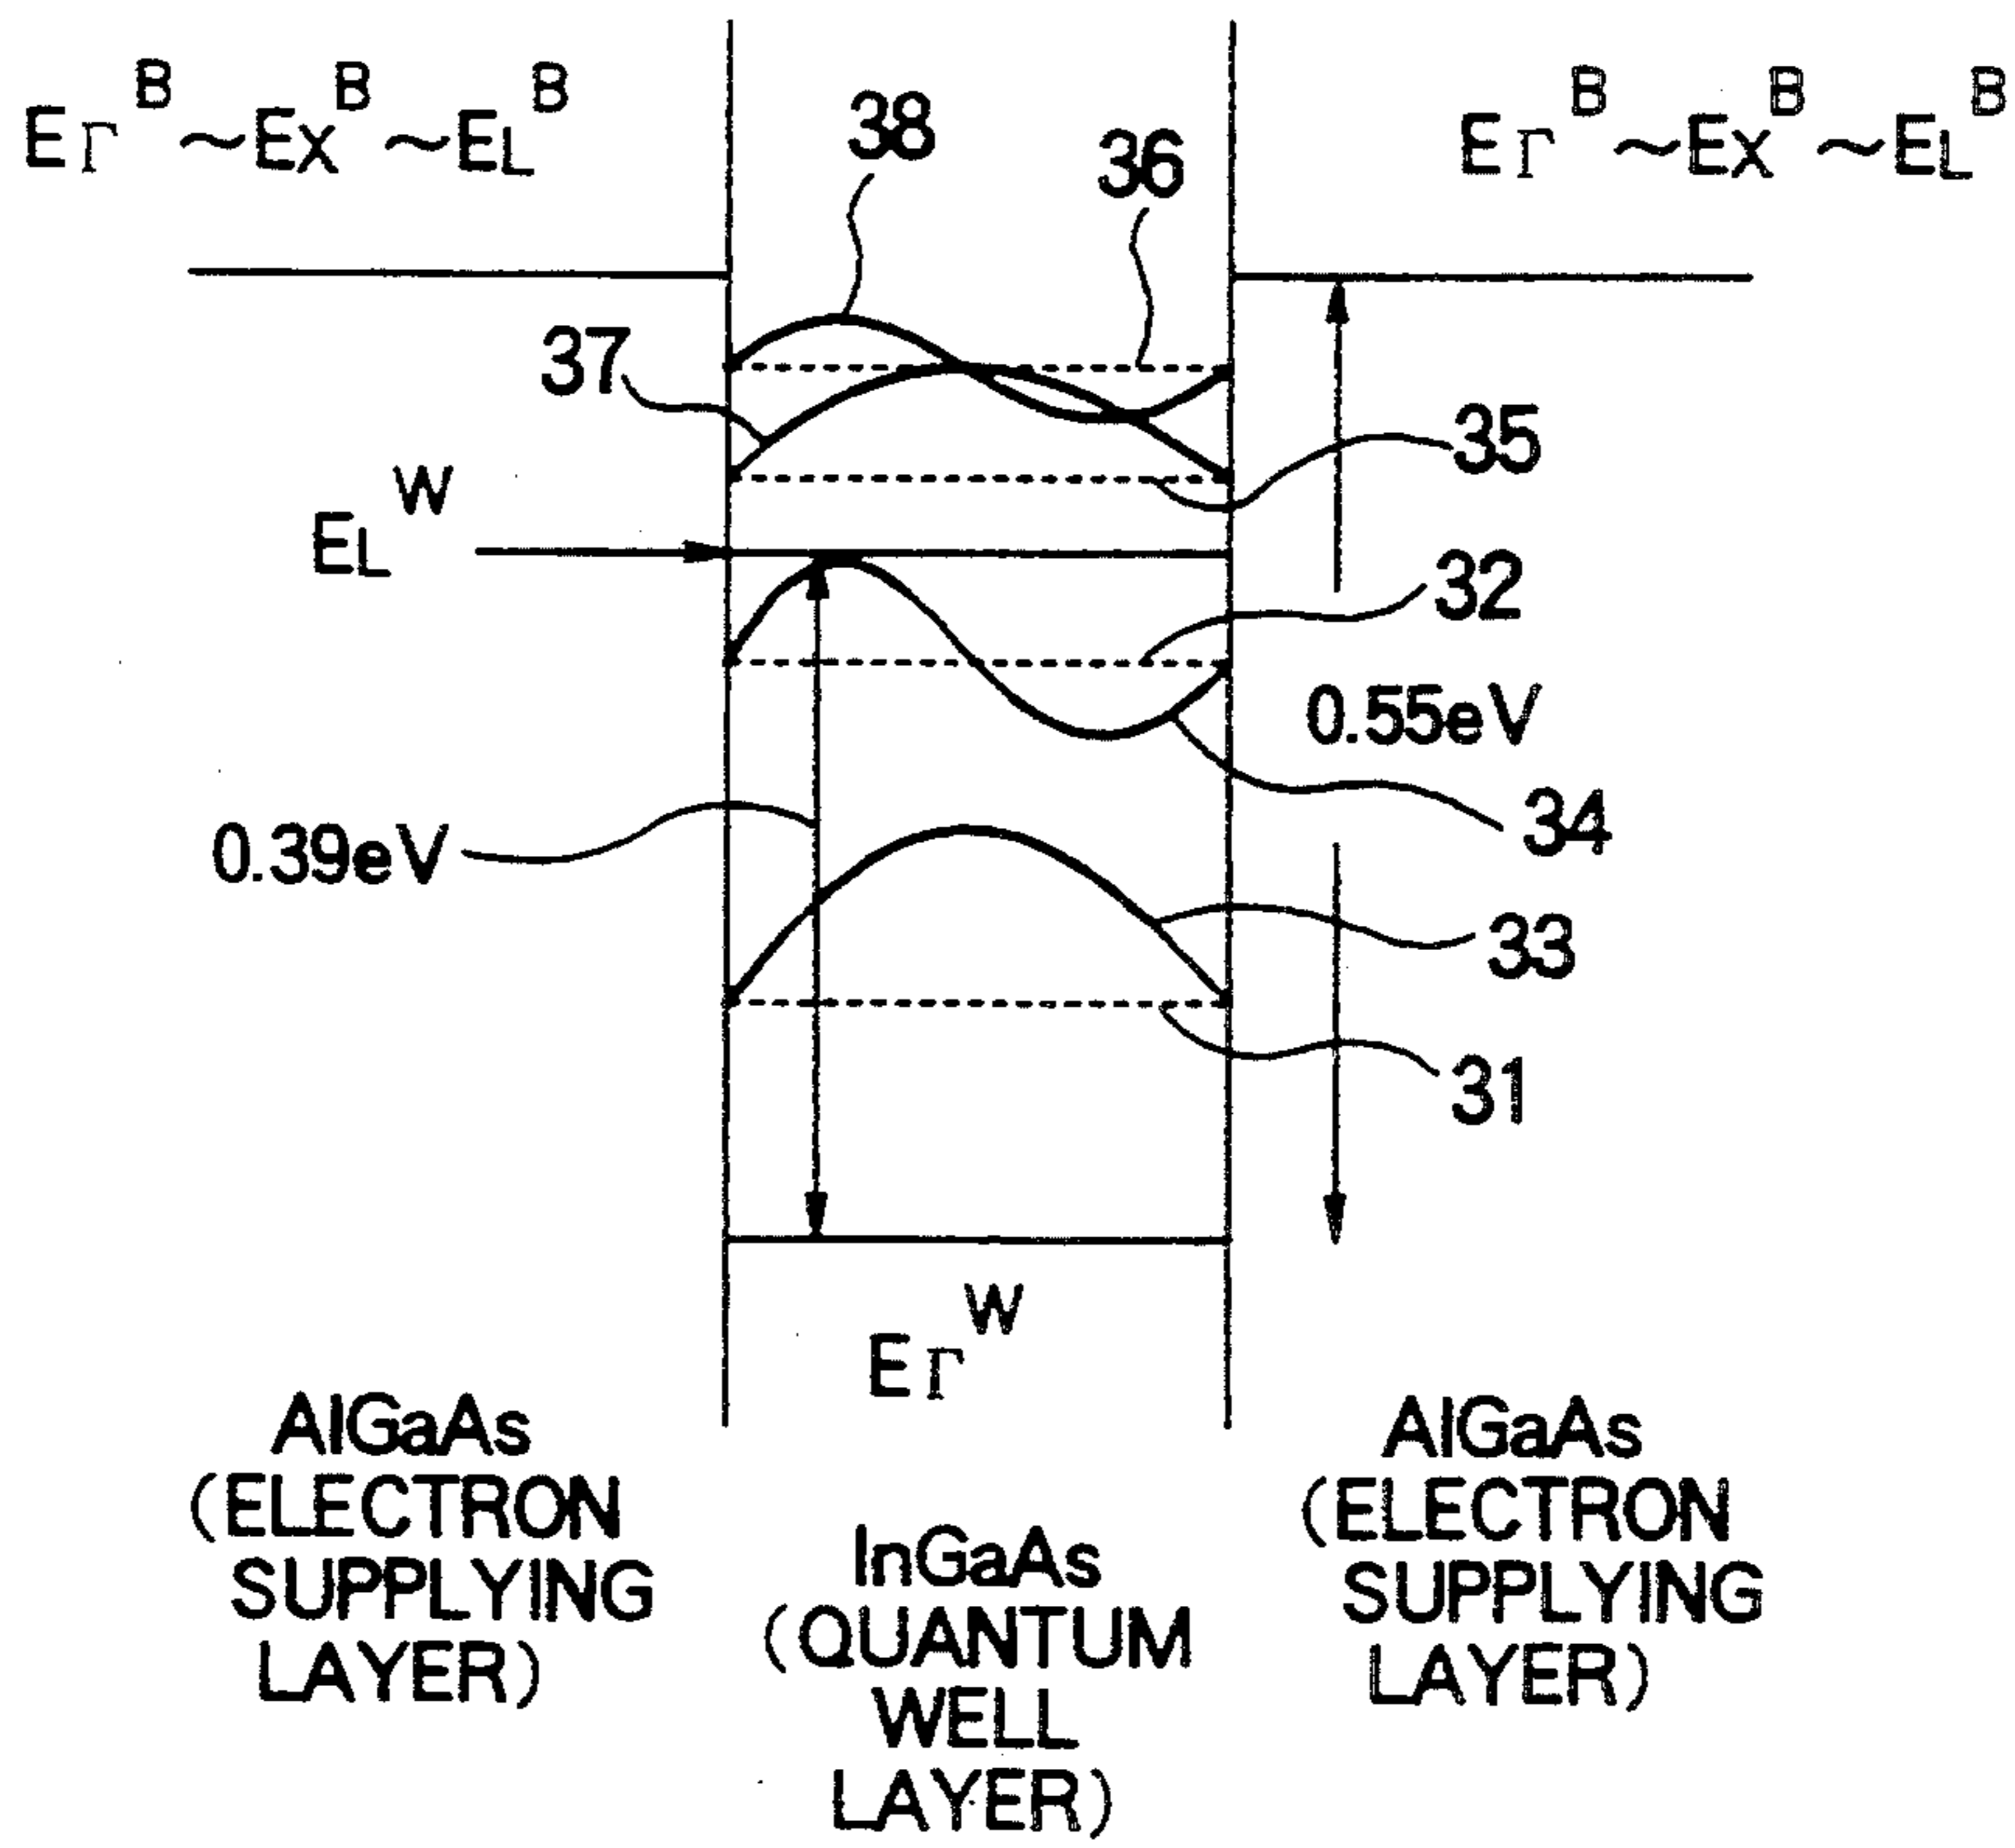 EΓ^B ~EX^B ~EL^B
EΓ^B ~EX^B ~EL^B
38
36
37
35
EL^W
32
0.55eV
34
0.39eV
33
31
EΓ^W
AlGaAs
(ELECTRON
SUPPLYING
LAYER)
InGaAs
(QUANTUM
WELL
LAYER)
AlGaAs
(ELECTRON
SUPPLYING
LAYER)